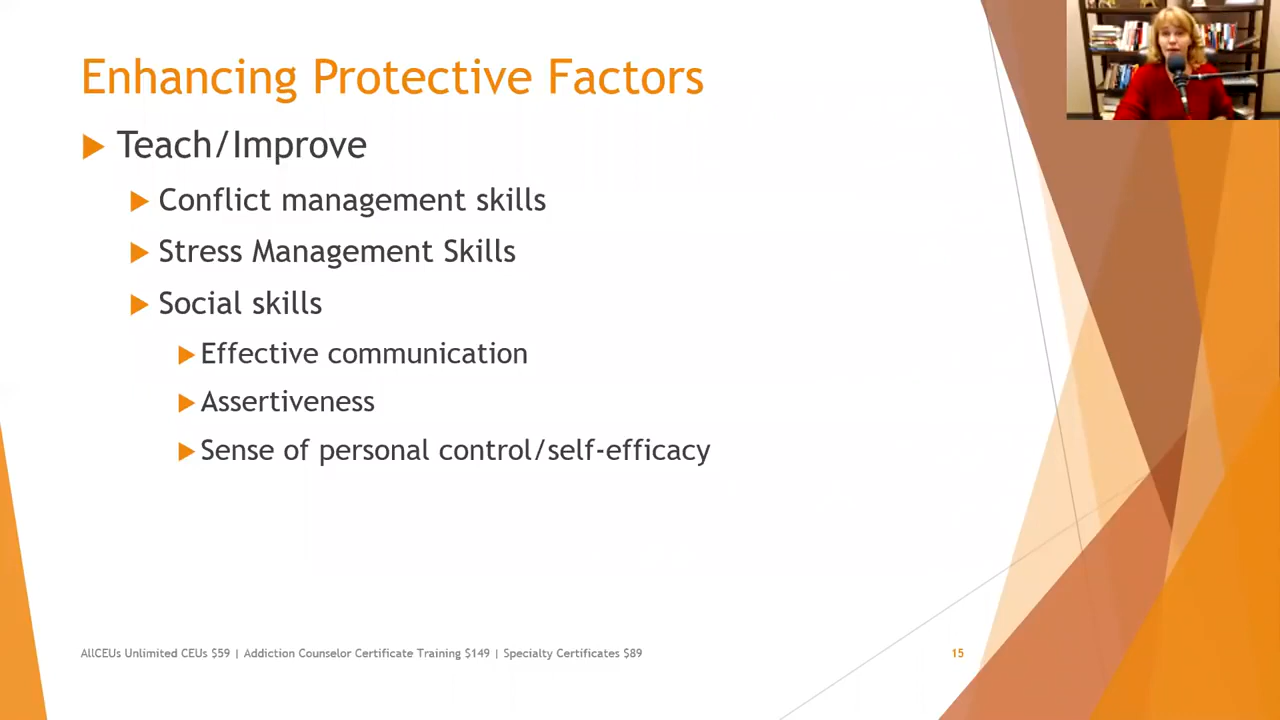 Enhancing Protective Factors
Teach/Improve
Conflict management skills
Stress Management Skills
Social skills
Effective communication
Assertiveness
Sense of personal control/self-efficacy
AllCEUs Unlimited CEUs $59 | Addiction Counselor Certificate Training $149 | Specialty Certificates $89
15